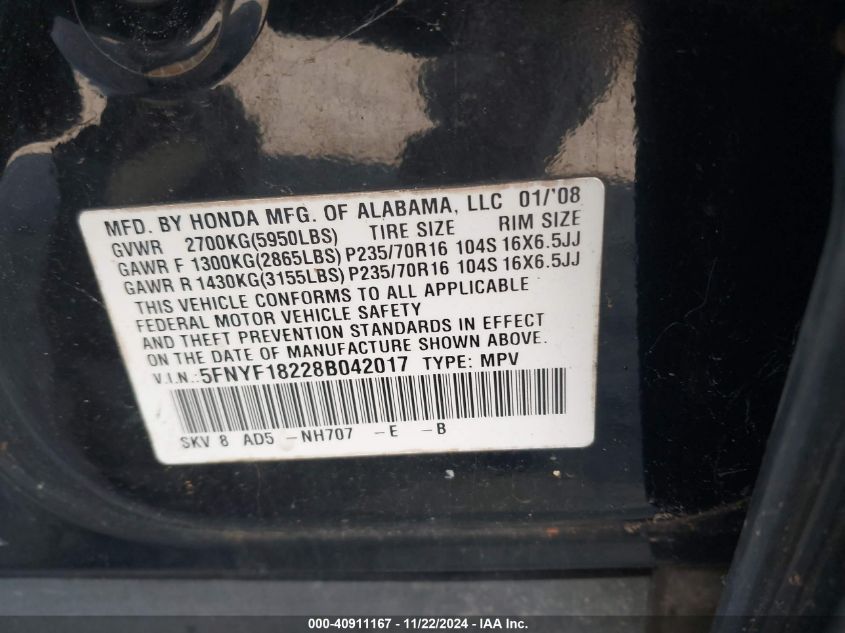 MFD. BY HONDA MFG. OF ALABAMA, LLC 01/'08
GVWR 2700KG(5950LBS) TIRE SIZE RIM SIZE
GAWR F 1300KG(2865LBS) P235/70R16 104S 16X6.5JJ
GAWR R 1430KG(3155LBS) P235/70R16 104S 16X6.5JJ
THIS VEHICLE CONFORMS TO ALL APPLICABLE
FEDERAL MOTOR VEHICLE SAFETY
AND THEFT PREVENTION STANDARDS IN EFFECT
ON THE DATE OF MANUFACTURE SHOWN ABOVE.
V.I.N.:5FNYF18228B042017 TYPE: MPV
SKV 8 AD5 -NH707 -E -B
000-40911167 - 11/22/2024 - IAA Inc.